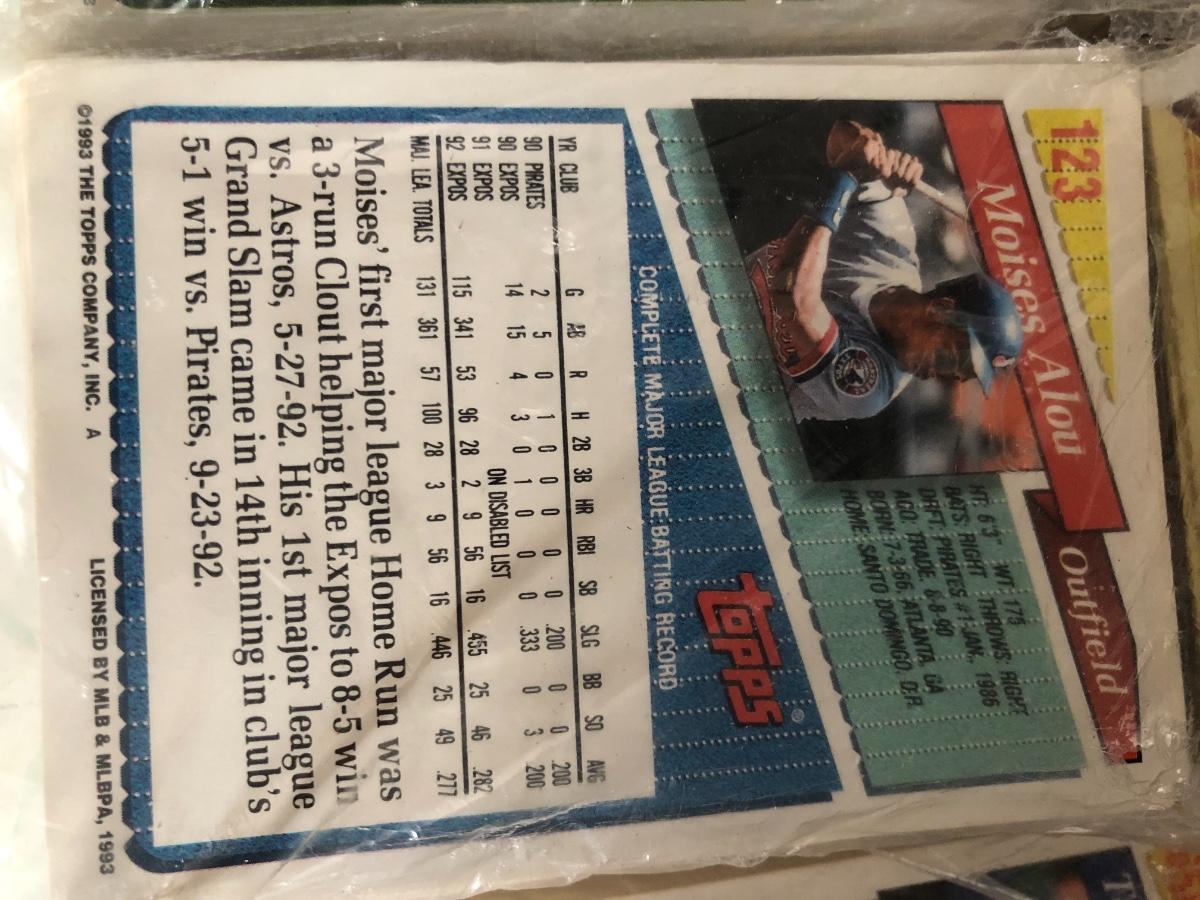 123
Moises Alou
Outfield
HT: 6'3" WT: 175
BATS: RIGHT THROWS: RIGHT
DRFT: PIRATES #1-JAN., 1986
ACQ: TRADE, 8-8-90
BORN: 7-3-66, ATLANTA, GA
HOME: SANTO DOMINGO, D.R.
topps®
COMPLETE MAJOR LEAGUE BATTING RECORD
YR CLUB G AB R H 2B 3B HR RBI SB SLG BB SO AVG
90 PIRATES 2 5 0 1 0 0 0 0 0 .200 0 0 .200
90 EXPOS 14 15 4 3 0 1 0 0 0 .333 0 3 .200
91 EXPOS ON DISABLED LIST
92 EXPOS 115 341 53 96 28 2 9 56 16 .455 25 46 .282
MAJ. LEA. TOTALS 131 361 57 100 28 3 9 56 16 .446 25 49 .277
Moises' first major league Home Run was
a 3-run Clout helping the Expos to 8-5 win
vs. Astros, 5-27-92. His 1st major league
Grand Slam came in 14th inning in club's
5-1 win vs. Pirates, 9-23-92.
©1993 THE TOPPS COMPANY, INC. A LICENSED BY MLB & MLBPA, 1993